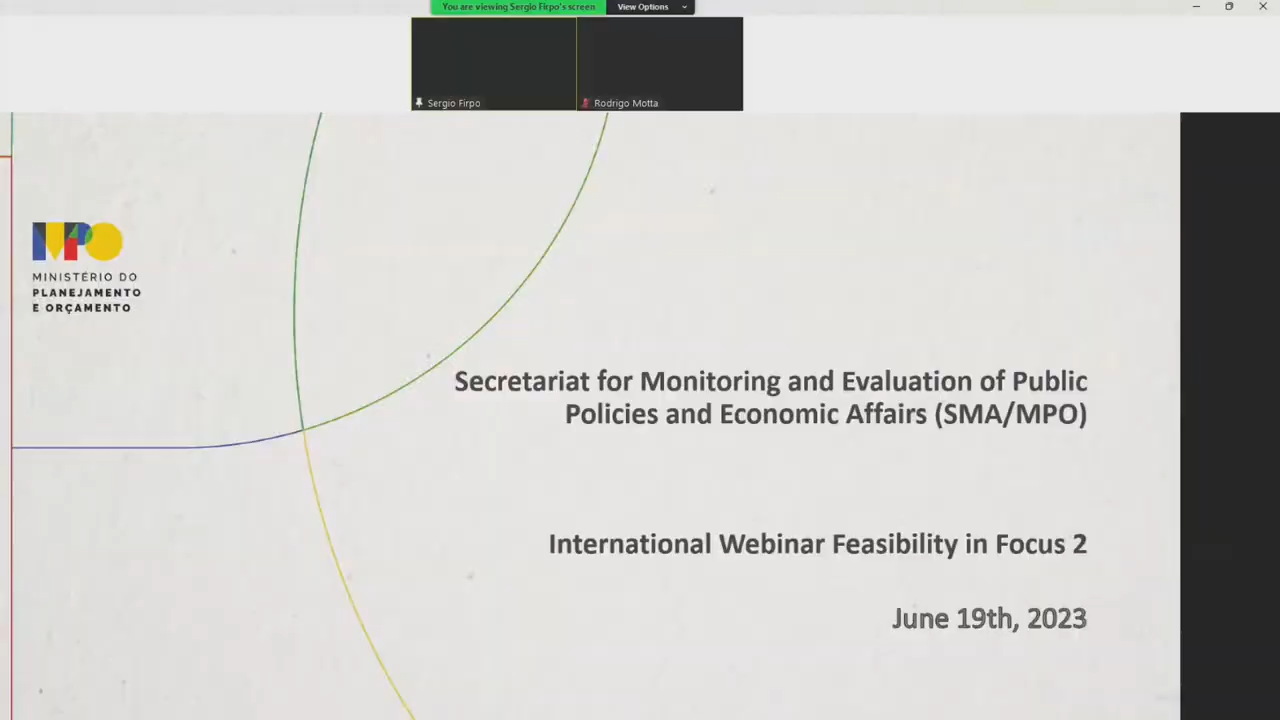 You are viewing Sergio Firpo's screen
View Options
Sergio Firpo
Rodrigo Motta
MPO
MINISTÉRIO DO
PLANEJAMENTO
E ORÇAMENTO
Secretariat for Monitoring and Evaluation of Public
Policies and Economic Affairs (SMA/MPO)
International Webinar Feasibility in Focus 2
June 19th, 2023